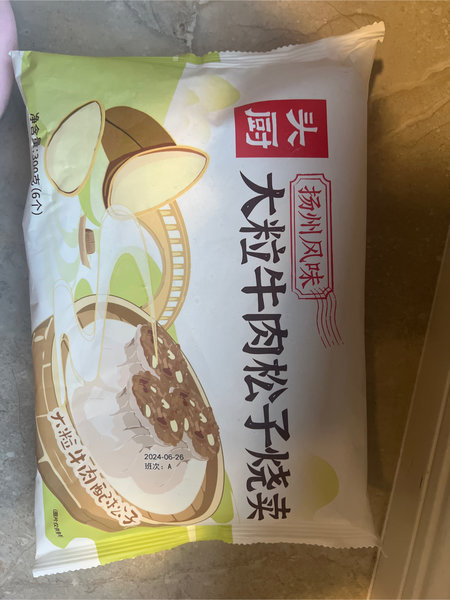 头厨
扬州风味
大粒牛肉松子烧卖
净含量:300克(6个)
2024-06-26
班次:A
大粒牛肉配松子